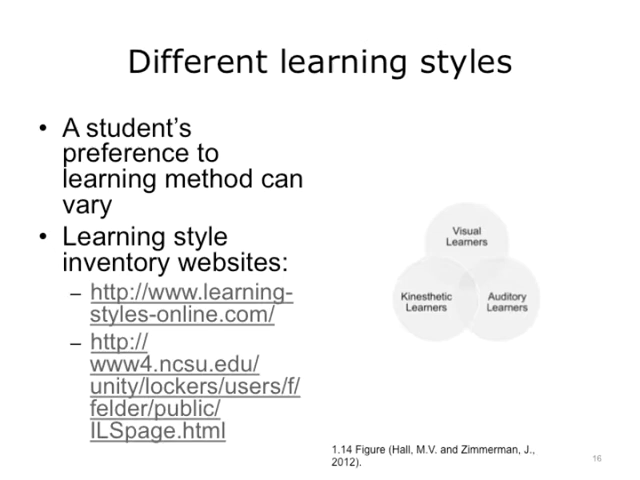 Different learning styles
• A student’s
preference to
learning method can
vary
• Learning style
inventory websites:
– http://www.learning-
styles-online.com/
– http://
www4.ncsu.edu/
unity/lockers/users/f/
felder/public/
ILSpage.html
Visual
Learners
Kinesthetic
Learners
Auditory
Learners
1.14 Figure (Hall, M.V. and Zimmerman, J.,
2012).
16